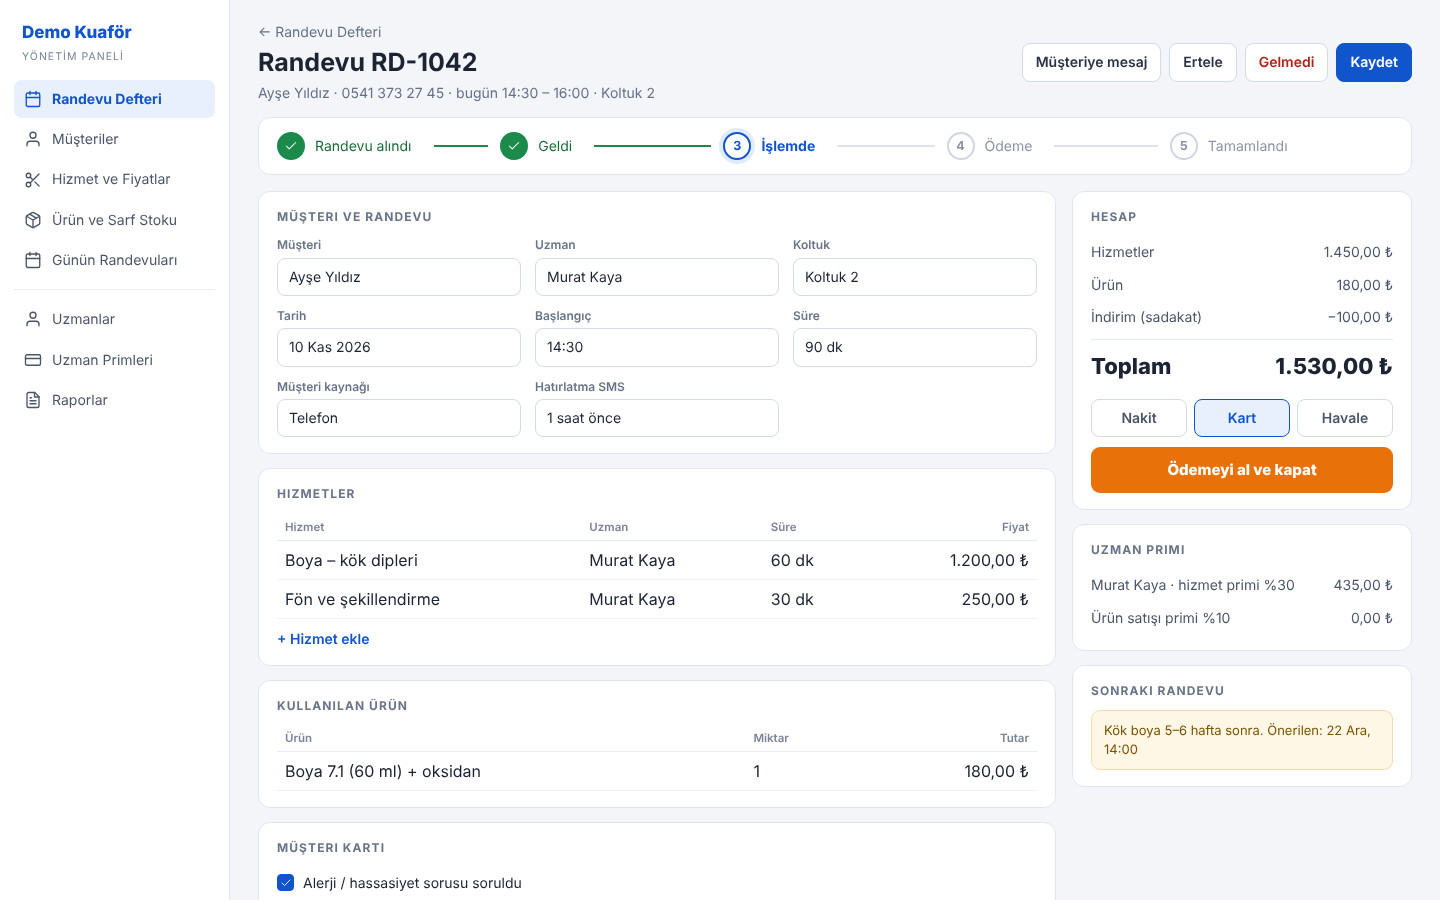 Demo Kuaför
YÖNETİM PANELİ
Randevu Defteri
Müşteriler
Hizmet ve Fiyatlar
Ürün ve Sarf Stoku
Günün Randevuları
Uzmanlar
Uzman Primleri
Raporlar
← Randevu Defteri
Randevu RD-1042
Ayşe Yıldız · 0541 373 27 45 · bugün 14:30 – 16:00 · Koltuk 2
Müşteriye mesaj
Ertele
Gelmedi
Kaydet
Randevu alındı
Geldi
3 İşlemde
4 Ödeme
5 Tamamlandı
MÜŞTERI VE RANDEVU
Müşteri Uzman Koltuk
Ayşe Yıldız Murat Kaya Koltuk 2
Tarih Başlangıç Süre
10 Kas 2026 14:30 90 dk
Müşteri kaynağı Hatırlatma SMS
Telefon 1 saat önce
HIZMETLER
Hizmet Uzman Süre Fiyat
Boya – kök dipleri Murat Kaya 60 dk 1.200,00 ₺
Fön ve şekillendirme Murat Kaya 30 dk 250,00 ₺
+ Hizmet ekle
KULLANILAN ÜRÜN
Ürün Miktar Tutar
Boya 7.1 (60 ml) + oksidan 1 180,00 ₺
MÜŞTERI KARTI
Alerji / hassasiyet sorusu soruldu
HESAP
Hizmetler 1.450,00 ₺
Ürün 180,00 ₺
İndirim (sadakat) −100,00 ₺
Toplam 1.530,00 ₺
Nakit Kart Havale
Ödemeyi al ve kapat
UZMAN PRIMI
Murat Kaya · hizmet primi %30 435,00 ₺
Ürün satışı primi %10 0,00 ₺
SONRAKI RANDEVU
Kök boya 5–6 hafta sonra. Önerilen: 22 Ara,
14:00